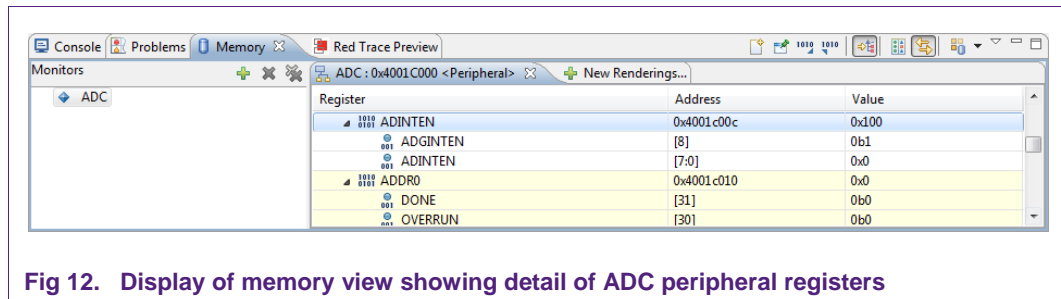 Console Problems Memory Red Trace Preview
Monitors ADC : 0x4001C000 <Peripheral> New Renderings...
ADC Register Address Value
ADINTEN 0x4001c00c 0x100
ADGINTEN [8] 0b1
ADINTEN [7:0] 0x0
ADDR0 0x4001c010 0x0
DONE [31] 0b0
OVERRUN [30] 0b0
Fig 12. Display of memory view showing detail of ADC peripheral registers